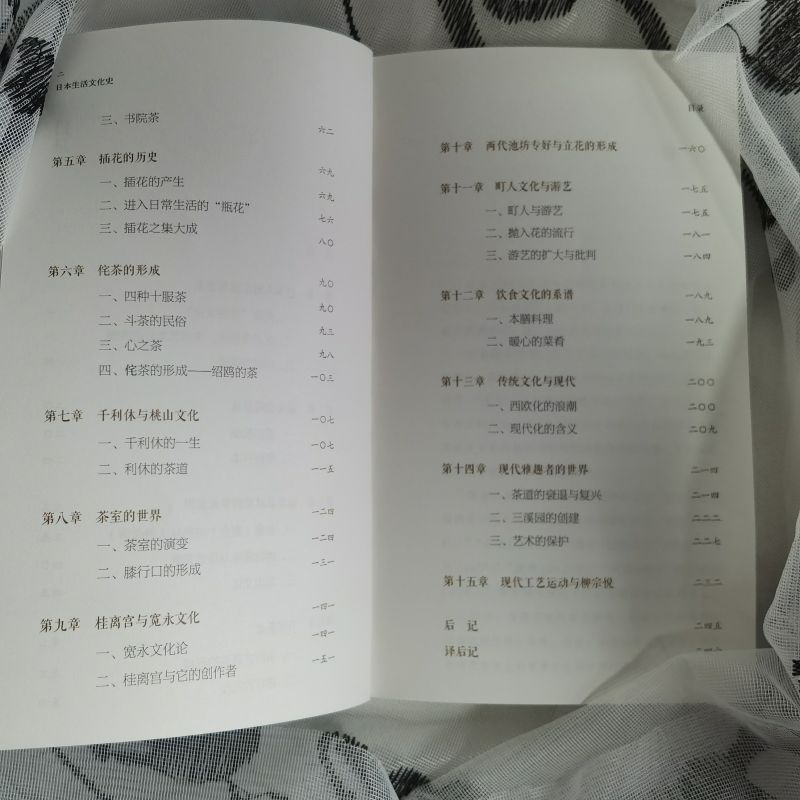 二
日本生活文化史
三、书院茶 六二
第五章 插花的历史 六九
一、插花的产生 六九
二、进入日常生活的“瓶花” 七六
三、插花之集大成 八〇
第六章 侘茶的形成 九〇
一、四种十服茶 九〇
二、斗茶的民俗 九三
三、心之茶 九八
四、侘茶的形成——绍鸥的茶 一〇三
第七章 千利休与桃山文化 一〇七
一、千利休的一生 一〇七
二、利休的茶道 一一五
第八章 茶室的世界 一二四
一、茶室的演变 一二四
二、膝行口的形成 一三一
第九章 桂离宫与宽永文化 一四一
一、宽永文化论 一四一
二、桂离宫与它的创作者 一五一
目录
第十章 两代池坊专好与立花的形成 一六〇
第十一章 町人文化与游艺 一七五
一、町人与游艺 一七五
二、抛入花的流行 一八一
三、游艺的扩大与批判 一八四
第十二章 饮食文化的系谱 一八九
一、本膳料理 一八九
二、暖心的菜肴 一九三
第十三章 传统文化与现代 二〇〇
一、西欧化的浪潮 二〇〇
二、现代化的含义 二〇九
第十四章 现代雅趣者的世界 二一四
一、茶道的衰退与复兴 二一四
二、三溪园的创建 二二二
三、艺术的保护 二二七
第十五章 现代工艺运动与柳宗悦 二三二
后 记 二四五
译后记